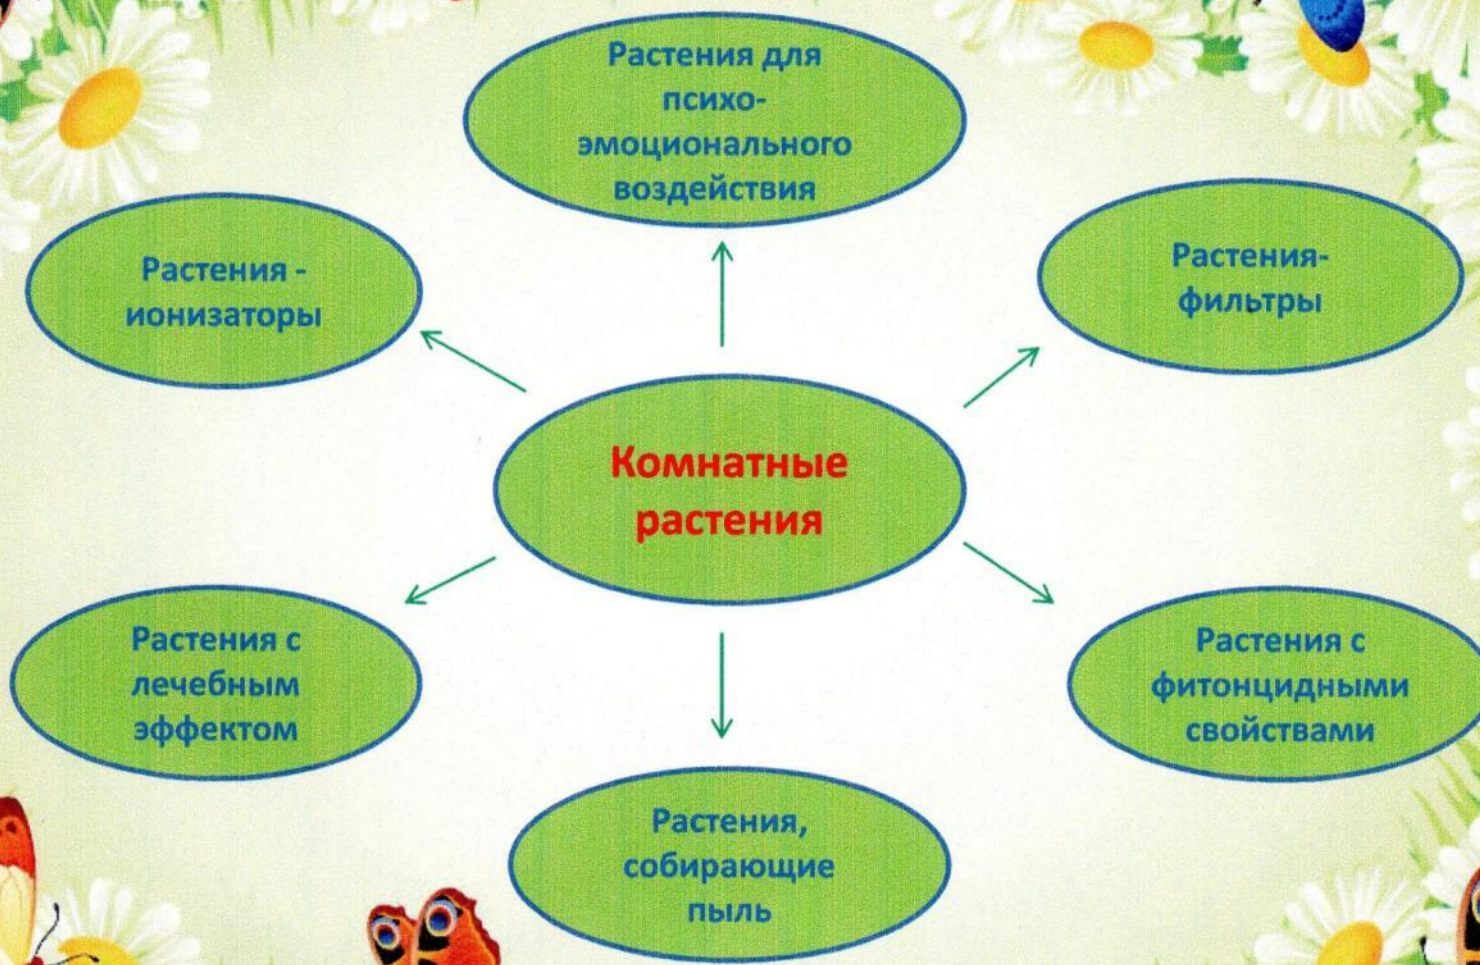 Растения для
психо-
эмоционального
воздействия
Растения -
ионизаторы
Растения-
фильтры
Комнатные
растения
Растения с
лечебным
эффектом
Растения с
фитонцидными
свойствами
Растения,
собирающие
пыль